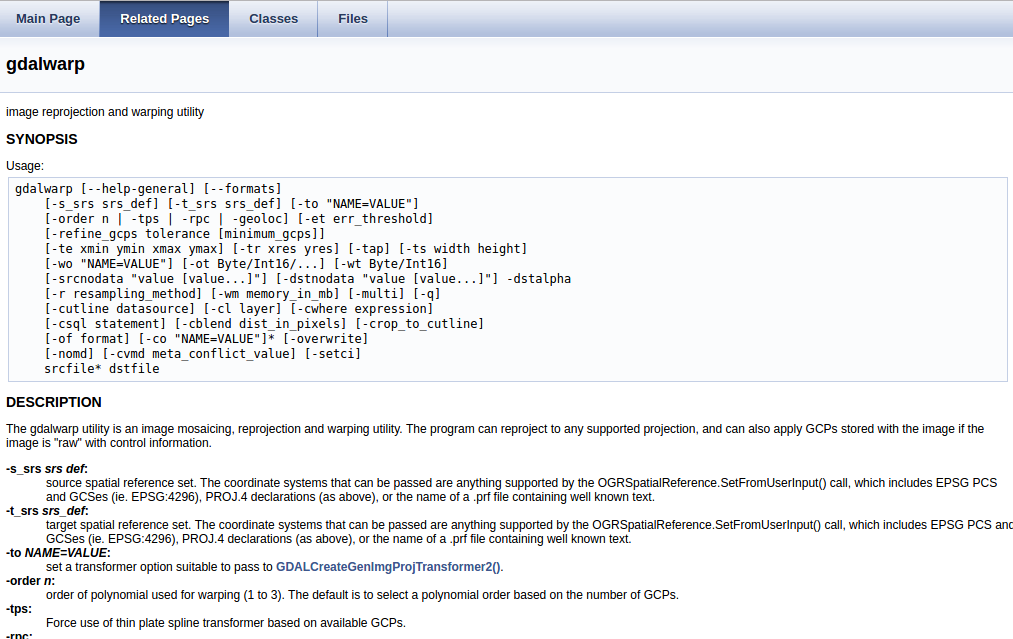 Main Page Related Pages Classes Files
gdalwarp
image reprojection and warping utility
SYNOPSIS
Usage:
gdalwarp [--help-general] [--formats]
[-s_srs srs_def] [-t_srs srs_def] [-to "NAME=VALUE"]
[-order n | -tps | -rpc | -geoloc] [-et err_threshold]
[-refine_gcps tolerance [minimum_gcps]]
[-te xmin ymin xmax ymax] [-tr xres yres] [-tap] [-ts width height]
[-wo "NAME=VALUE"] [-ot Byte/Int16/...] [-wt Byte/Int16]
[-srcnodata "value [value...]"] [-dstnodata "value [value...]"] -dstalpha
[-r resampling_method] [-wm memory_in_mb] [-multi] [-q]
[-cutline datasource] [-cl layer] [-cwhere expression]
[-csql statement] [-cblend dist_in_pixels] [-crop_to_cutline]
[-of format] [-co "NAME=VALUE"]* [-overwrite]
[-nomd] [-cvmd meta_conflict_value] [-setci]
srcfile* dstfile
DESCRIPTION
The gdalwarp utility is an image mosaicing, reprojection and warping utility. The program can reproject to any supported projection, and can also apply GCPs stored with the image if the
image is "raw" with control information.
-s_srs srs def:
source spatial reference set. The coordinate systems that can be passed are anything supported by the OGRSpatialReference.SetFromUserInput() call, which includes EPSG PCS
and GCSes (ie. EPSG:4296), PROJ.4 declarations (as above), or the name of a .prf file containing well known text.
-t_srs srs_def:
target spatial reference set. The coordinate systems that can be passed are anything supported by the OGRSpatialReference.SetFromUserInput() call, which includes EPSG PCS and
GCSes (ie. EPSG:4296), PROJ.4 declarations (as above), or the name of a .prf file containing well known text.
-to NAME=VALUE:
set a transformer option suitable to pass to GDALCreateGenImgProjTransformer2().
-order n:
order of polynomial used for warping (1 to 3). The default is to select a polynomial order based on the number of GCPs.
-tps:
Force use of thin plate spline transformer based on available GCPs.
-rpc: